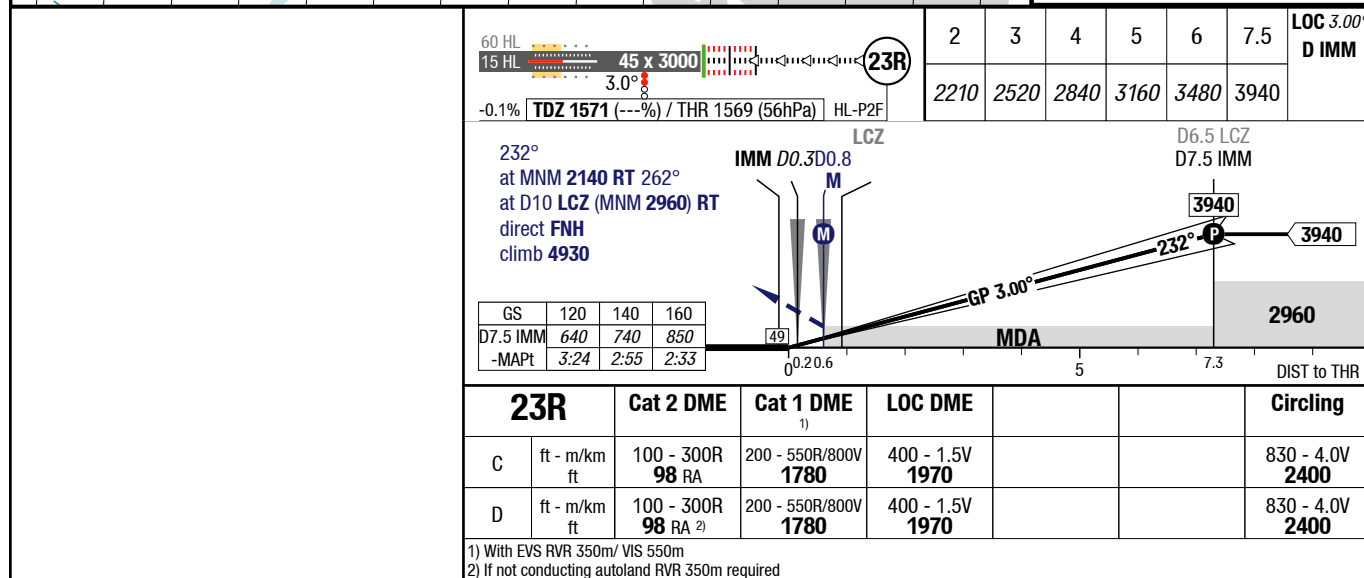 60 HL
15 HL
45 x 3000
23R
3.0°
-0.1% TDZ 1571 (---%) / THR 1569 (56hPa) HL-P2F
2 3 4 5 6 7.5 LOC 3.00°
D IMM
2210 2520 2840 3160 3480 3940
232°
at MNM 2140 RT 262°
at D10 LCZ (MNM 2960) RT
direct FNH
climb 4930
LCZ
IMM D0.3 D0.8
M
M
D6.5 LCZ
D7.5 IMM
3940
P
3940
232°
GP 3.00°
2960
MDA
49
GS 120 140 160
D7.5 IMM 640 740 850
-MAPt 3:24 2:55 2:33
0 0.2 0.6 5 7.3 DIST to THR
23R Cat 2 DME Cat 1 DME LOC DME Circling
1)
C ft - m/km 100 - 300R 200 - 550R/800V 400 - 1.5V 830 - 4.0V
ft 98 RA 1780 1970 2400
D ft - m/km 100 - 300R 200 - 550R/800V 400 - 1.5V 830 - 4.0V
ft 98 RA 2) 1780 1970 2400
1) With EVS RVR 350m/ VIS 550m
2) If not conducting autoland RVR 350m required